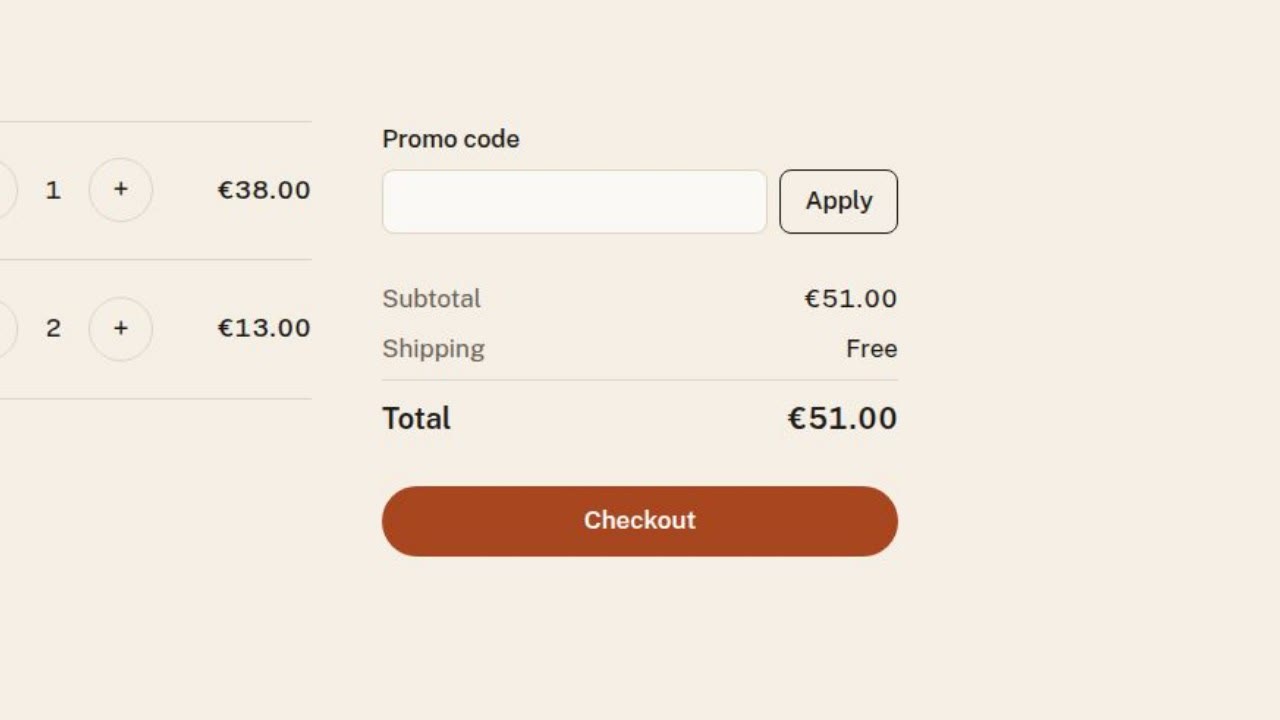 1 + €38.00
2 + €13.00
Promo code
Apply
Subtotal €51.00
Shipping Free
Total €51.00
Checkout